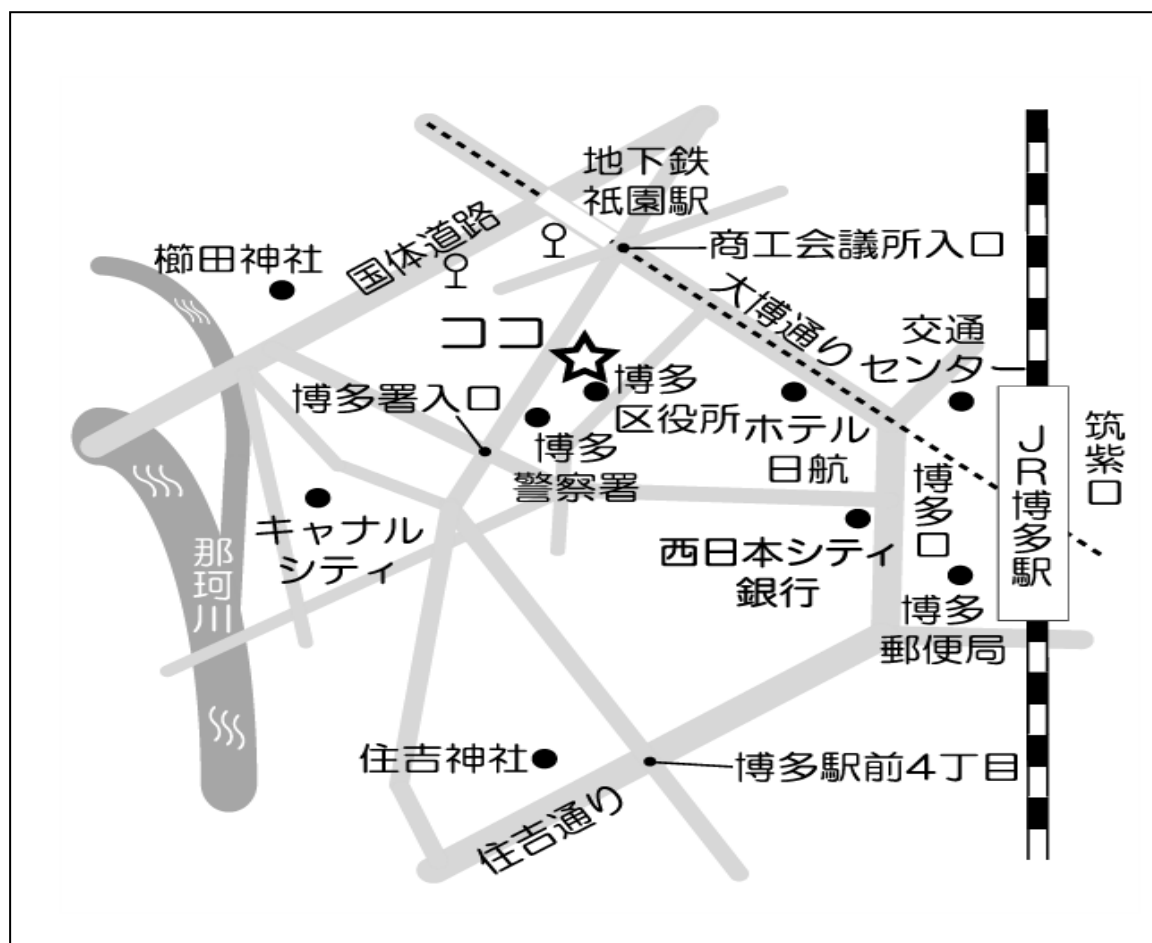 地下鉄
祇園駅
国体道路
櫛田神社
商工会議所入口
大博通り
交通
センター
ココ
博多署入口
博多
区役所
博多
警察署
ホテル
日航
博多口
JR博多駅
筑紫口
キャナル
シティ
那珂川
西日本シティ
銀行
博多
郵便局
住吉神社
住吉通り
博多駅前4丁目